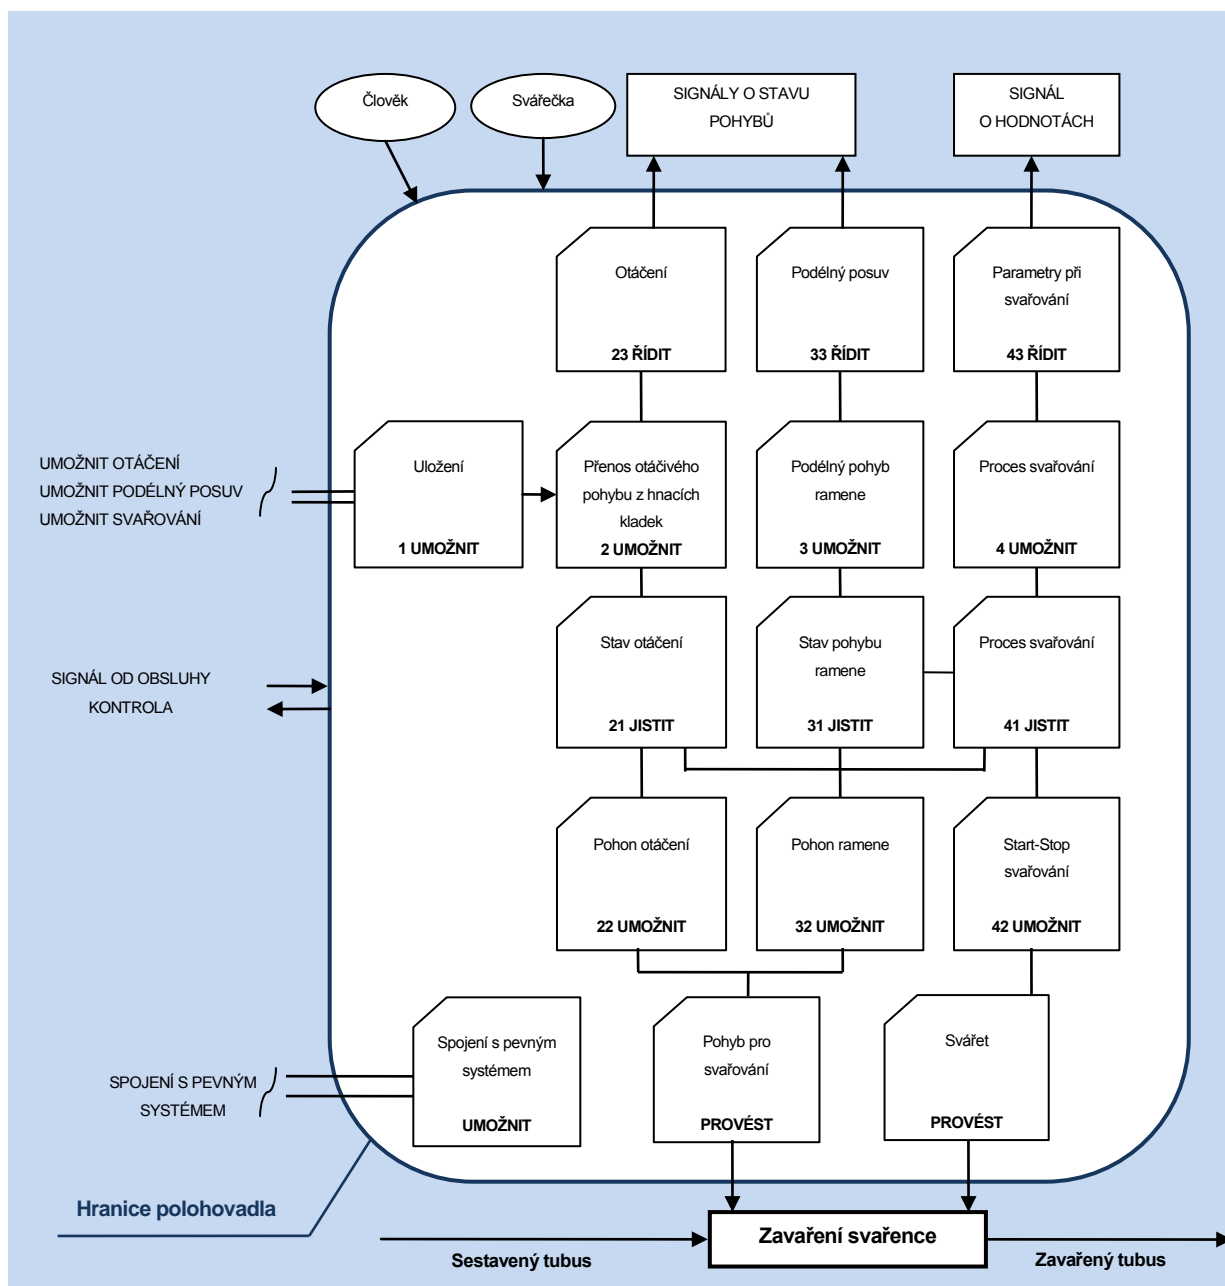 Člověk
Svářečka
SIGNÁLY O STAVU
POHYBŮ
SIGNÁL
O HODNOTÁCH
Otáčení
23 ŘÍDIT
Podélný posuv
33 ŘÍDIT
Parametry při
svařování
43 ŘÍDIT
UMOŽNIT OTÁČENÍ
UMOŽNIT PODÉLNÝ POSUV
UMOŽNIT SVAŘOVÁNÍ
Uložení
1 UMOŽNIT
Přenos otáčivého
pohybu z hnacích
kladek
2 UMOŽNIT
Podélný pohyb
ramene
3 UMOŽNIT
Proces svařování
4 UMOŽNIT
SIGNÁL OD OBSLUHY
KONTROLA
Stav otáčení
21 JISTIT
Stav pohybu
ramene
31 JISTIT
Proces svařování
41 JISTIT
Pohon otáčení
22 UMOŽNIT
Pohon ramene
32 UMOŽNIT
Start-Stop
svařování
42 UMOŽNIT
SPOJENÍ S PEVNÝM
SYSTÉMEM
Spojení s pevným
systémem
UMOŽNIT
Pohyb pro
svařování
PROVÉST
Svářet
PROVÉST
Hranice polohovadla
Sestavený tubus
Zavaření svařence
Zavařený tubus